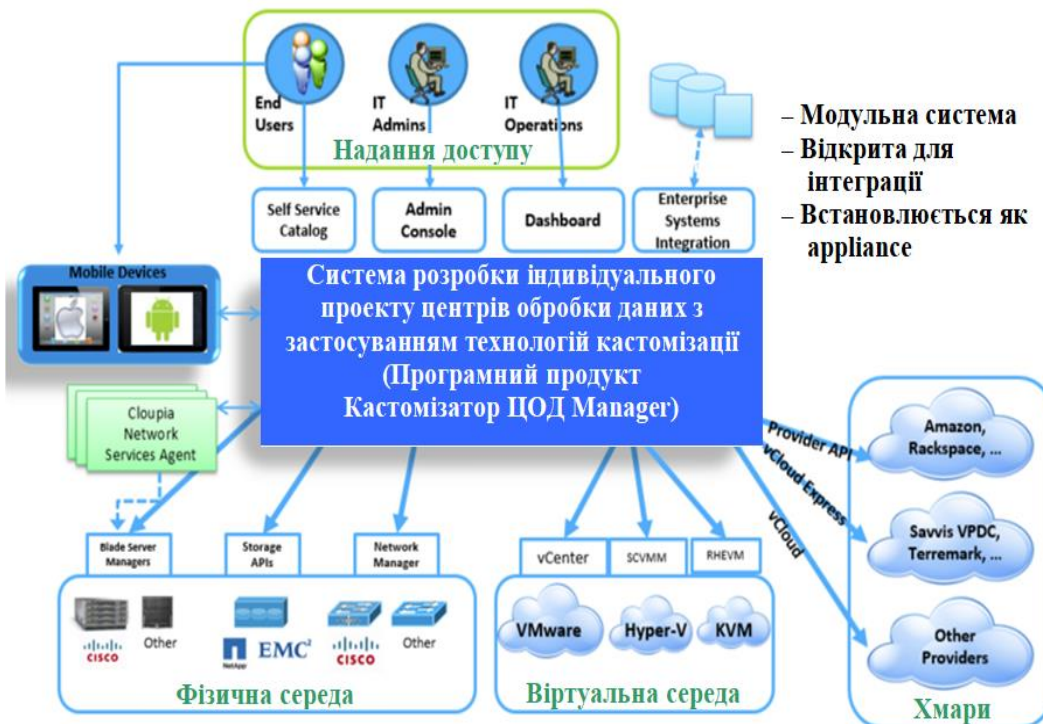 End
Users
IT
Admins
IT
Operations
Надання доступу
– Модульна система
– Відкрита для
інтеграції
– Встановлюється як
appliance
Self Service
Catalog
Admin
Console
Dashboard
Enterprise
Systems
Integration
Mobile Devices
Система розробки індивідуального
проекту центрів обробки даних з
застосуванням технологій кастомізації
(Програмний продукт
Кастомізатор ЦОД Manager)
Cloupia
Network
Services Agent
Provider API
vCloud Express
vCloud
Amazon,
Rackspace, ...
Savvis VPDC,
Terremark, ...
Other
Providers
Хмари
Blade Server
Managers
Storage
APIs
Network
Manager
vCenter
SCVMM
RHEVM
CISCO
Other
NetApp
EMC²
CISCO
Other
VMware
Hyper-V
KVM
Фізична середа
Віртуальна середа